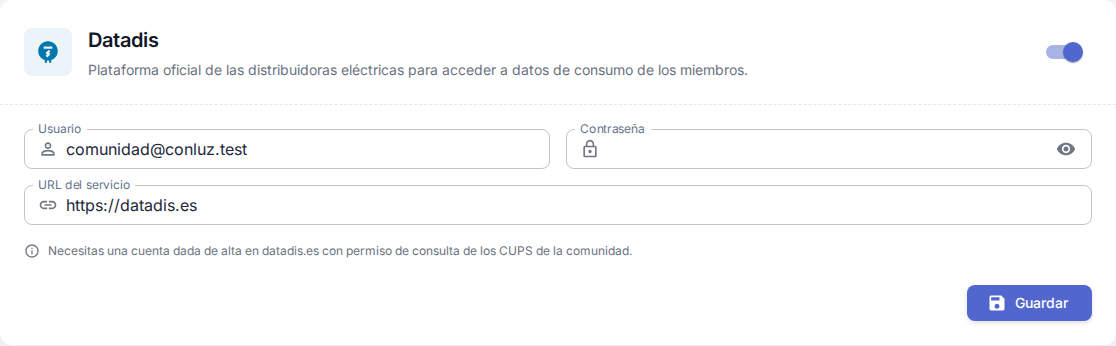 Datadis
Plataforma oficial de las distribuidoras eléctricas para acceder a datos de consumo de los miembros.
Usuario
comunidad@conluz.test
Contraseña
URL del servicio
https://datadis.es
Necesitas una cuenta dada de alta en datadis.es con permiso de consulta de los CUPS de la comunidad.
Guardar